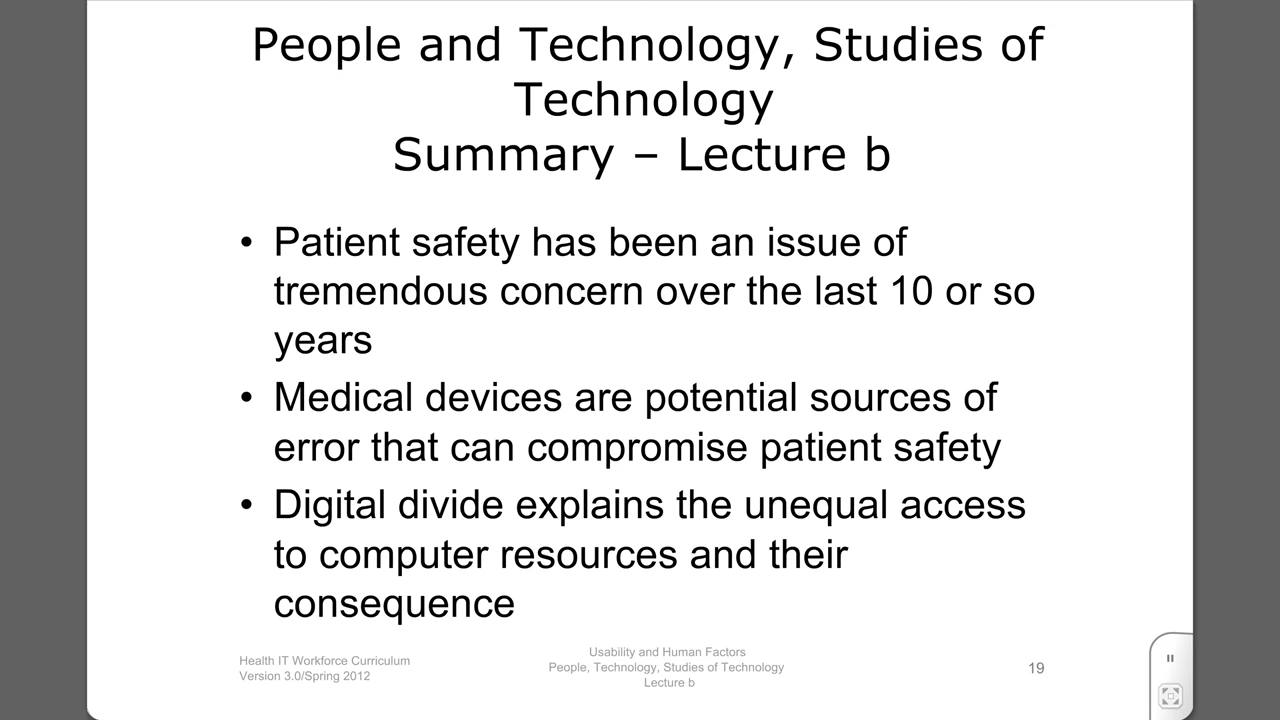 People and Technology, Studies of
Technology
Summary – Lecture b
• Patient safety has been an issue of
tremendous concern over the last 10 or so
years
• Medical devices are potential sources of
error that can compromise patient safety
• Digital divide explains the unequal access
to computer resources and their
consequence
Health IT Workforce Curriculum
Version 3.0/Spring 2012
Usability and Human Factors
People, Technology, Studies of Technology
Lecture b
19